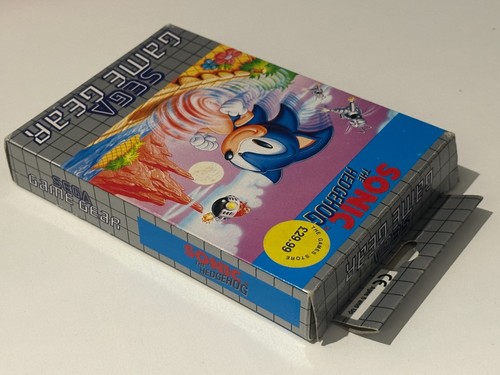 SEGA
GAME GEAR
SONIC
THE
HEDGEHOG
THE GAMES STORE
£29.99
SEGA
GAME GEAR
SONIC
THE
HEDGEHOG
GAME GEAR
CE